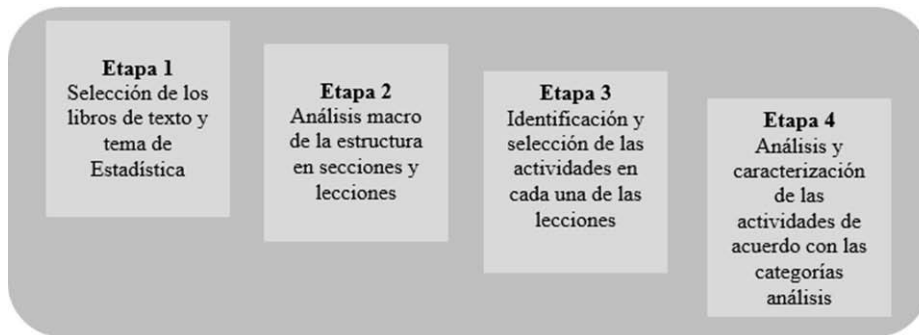 Etapa 1
Selección de los
libros de texto y
tema de
Estadística
Etapa 2
Análisis macro
de la estructura
en secciones y
lecciones
Etapa 3
Identificación y
selección de las
actividades en
cada una de las
lecciones
Etapa 4
Análisis y
caracterización
de las
actividades de
acuerdo con las
categorías
análisis